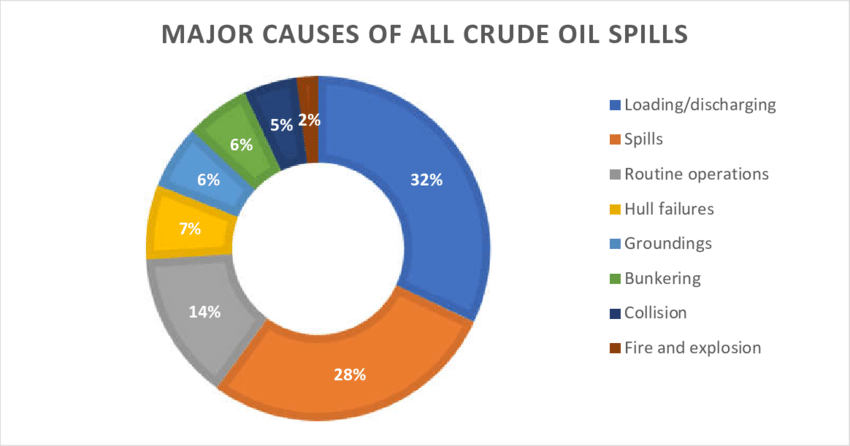 MAJOR CAUSES OF ALL CRUDE OIL SPILLS
2%
5%
6%
6%
7%
14%
28%
32%
Loading/discharging
Spills
Routine operations
Hull failures
Groundings
Bunkering
Collision
Fire and explosion